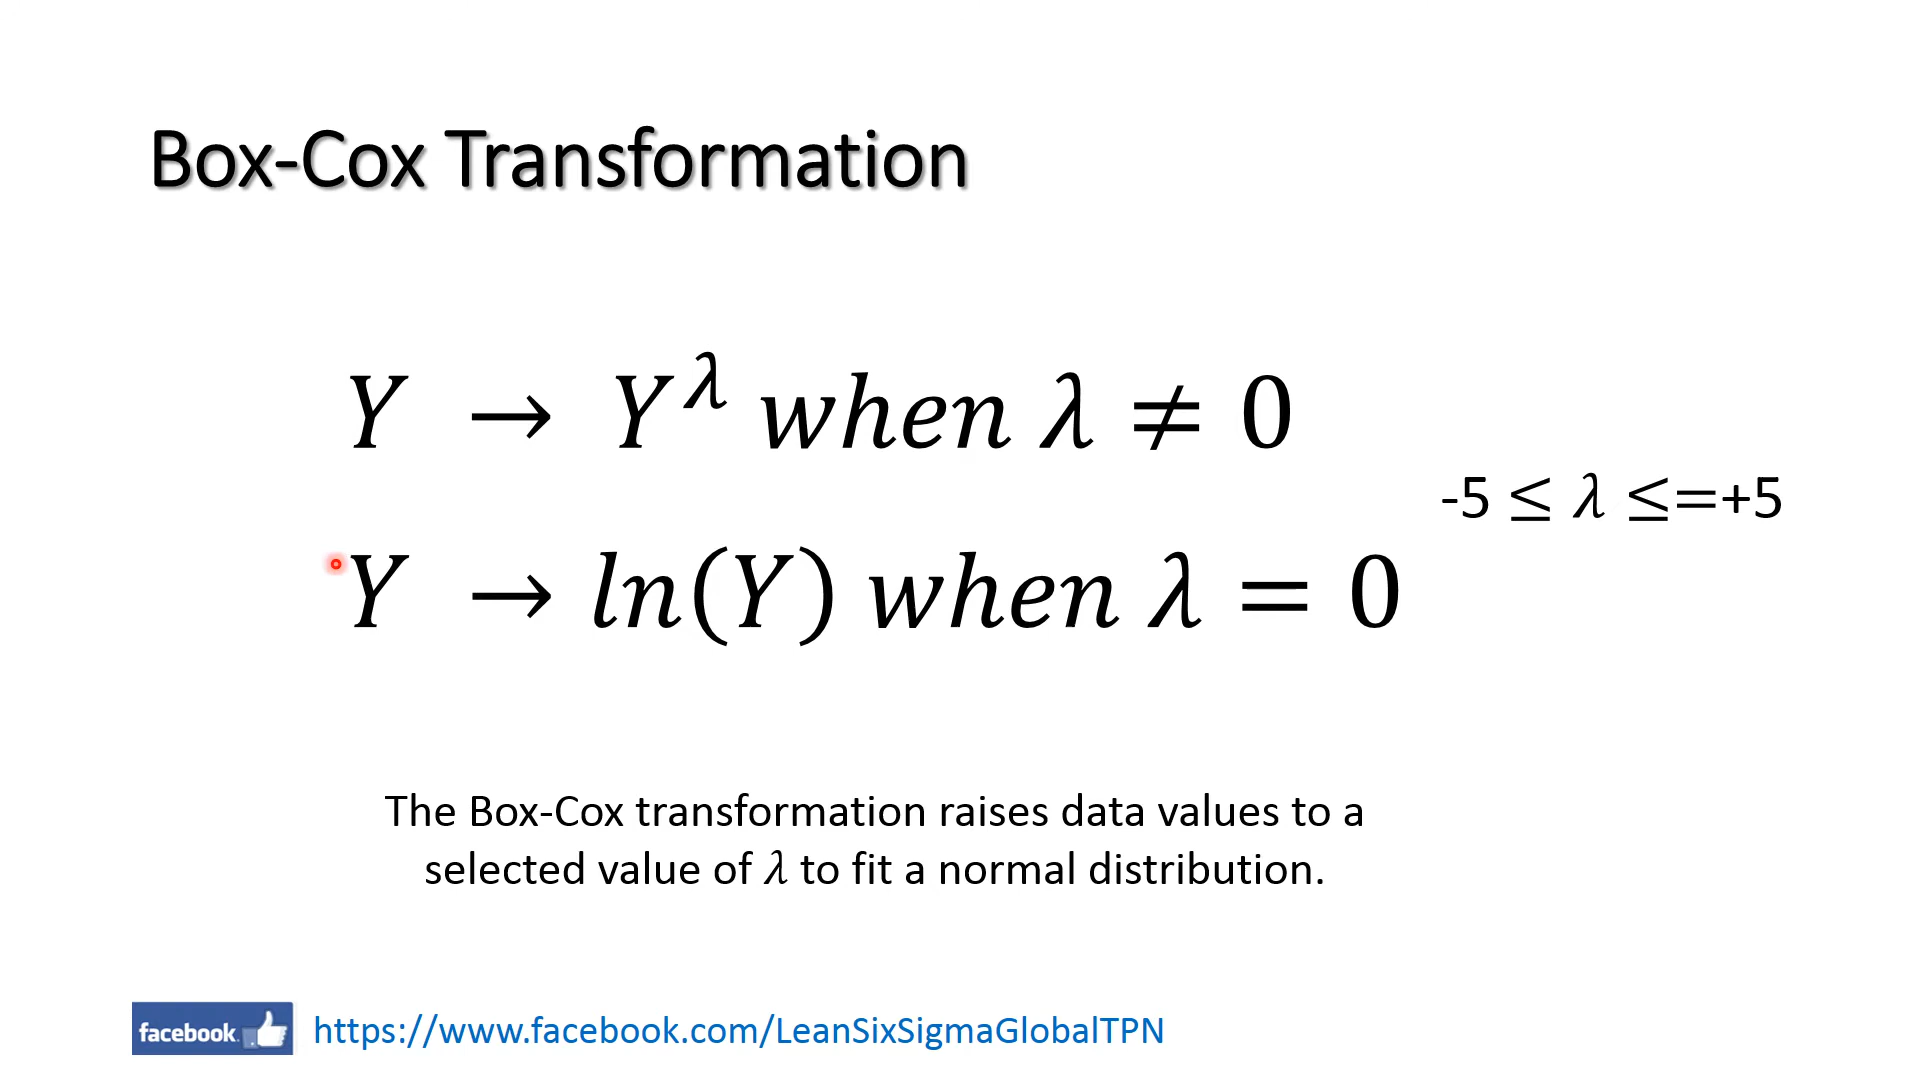 Box-Cox Transformation
Y → Y^λ when λ ≠ 0
-5 ≤ λ ≤=+5
Y → ln(Y) when λ = 0
The Box-Cox transformation raises data values to a
selected value of λ to fit a normal distribution.
facebook. https://www.facebook.com/LeanSixSigmaGlobalTPN